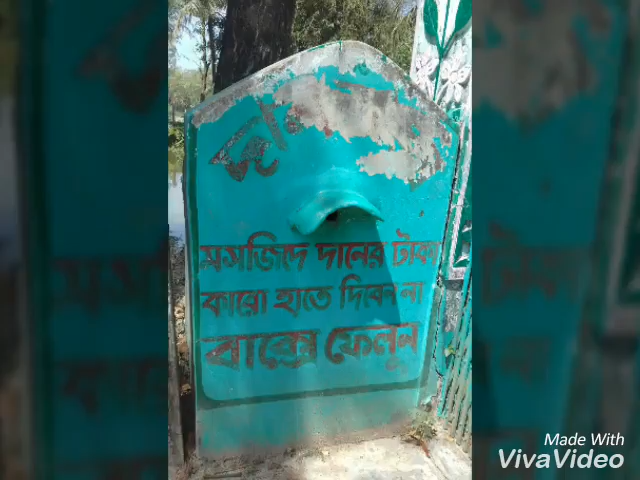 মসজিদে দানের টাকা
কারো হাতে দিবেন না
বাক্সে ফেলুন
Made With
VivaVideo